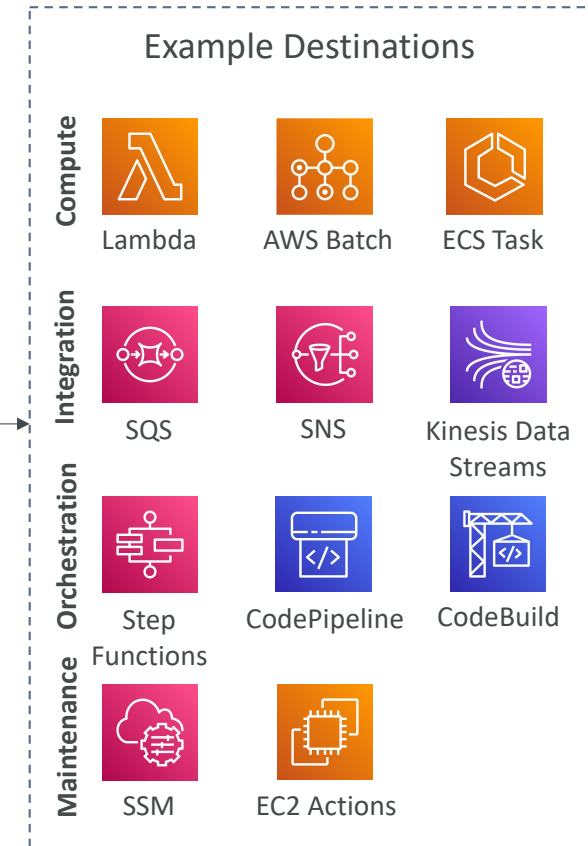 Example Destinations
Compute
Lambda
AWS Batch
ECS Task
Integration
SQS
SNS
Kinesis Data
Streams
Orchestration
Step
Functions
CodePipeline
</>
CodeBuild
</>
Maintenance
SSM
EC2 Actions